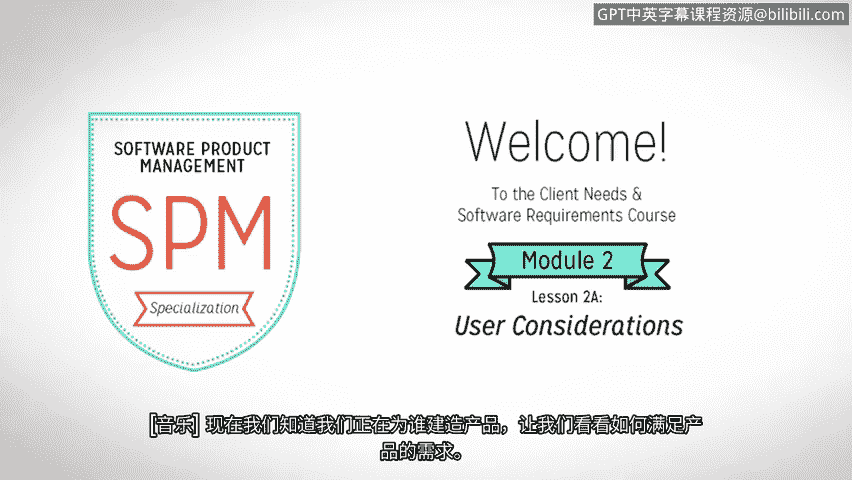 GPT中英字幕课程资源@bilibili.com
SOFTWARE PRODUCT
MANAGEMENT
SPM
Specialization
Welcome!
To the Client Needs &
Software Requirements Course
Module 2
Lesson 2A:
User Considerations
[音乐] 现在我们知道我们正在为谁建造产品，让我们看看如何满足产
品的需求。